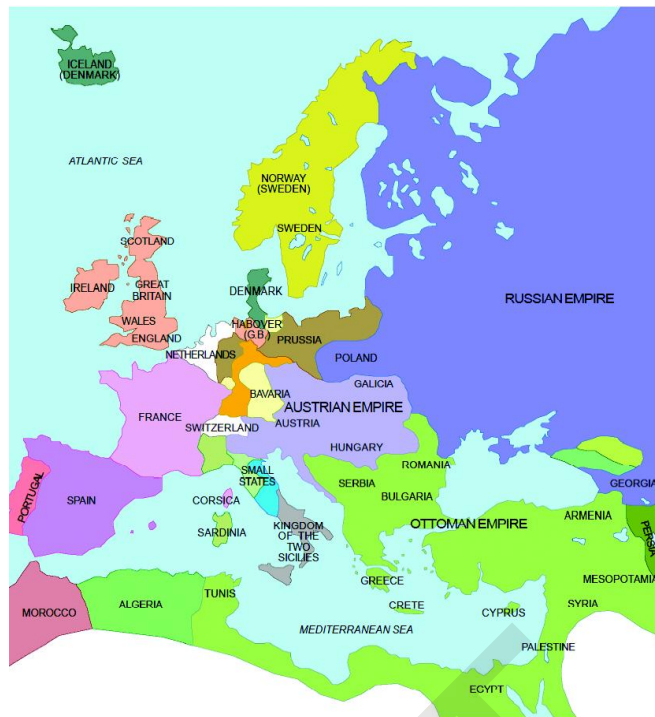 ICELAND
(DENMARK)
ATLANTIC SEA
NORWAY
(SWEDEN)
SWEDEN
SCOTLAND
IRELAND
GREAT
BRITAIN
WALES
ENGLAND
DENMARK
HABOVER
(G.B.)
PRUSSIA
NETHERLANDS
RUSSIAN EMPIRE
POLAND
GALICIA
BAVARIA
AUSTRIAN EMPIRE
FRANCE
SWITZERLAND
AUSTRIA
HUNGARY
ROMANIA
SERBIA
BULGARIA
SMALL
STATES
PORTUGAL
SPAIN
CORSICA
SARDINIA
KINGDOM
OF THE
TWO
SICILIES
GEORGIA
ARMENIA
OTTOMAN EMPIRE
PERSIA
MESOPOTAMIA
GREECE
CRETE
CYPRUS
SYRIA
MOROCCO
ALGERIA
TUNIS
MEDITERRANEAN SEA
PALESTINE
EGYPT